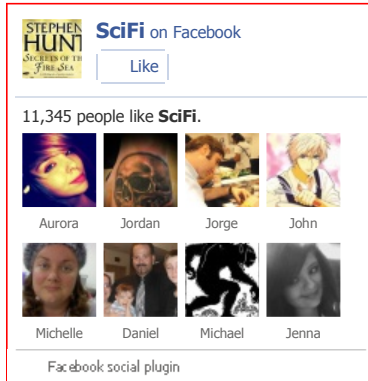 STEPHEN
HUNT
SECRETS OF TH
FIRE SEA
SciFi on Facebook
Like
11,345 people like SciFi.
Aurora Jordan Jorge John
Michelle Daniel Michael Jenna
Facebook social plugin